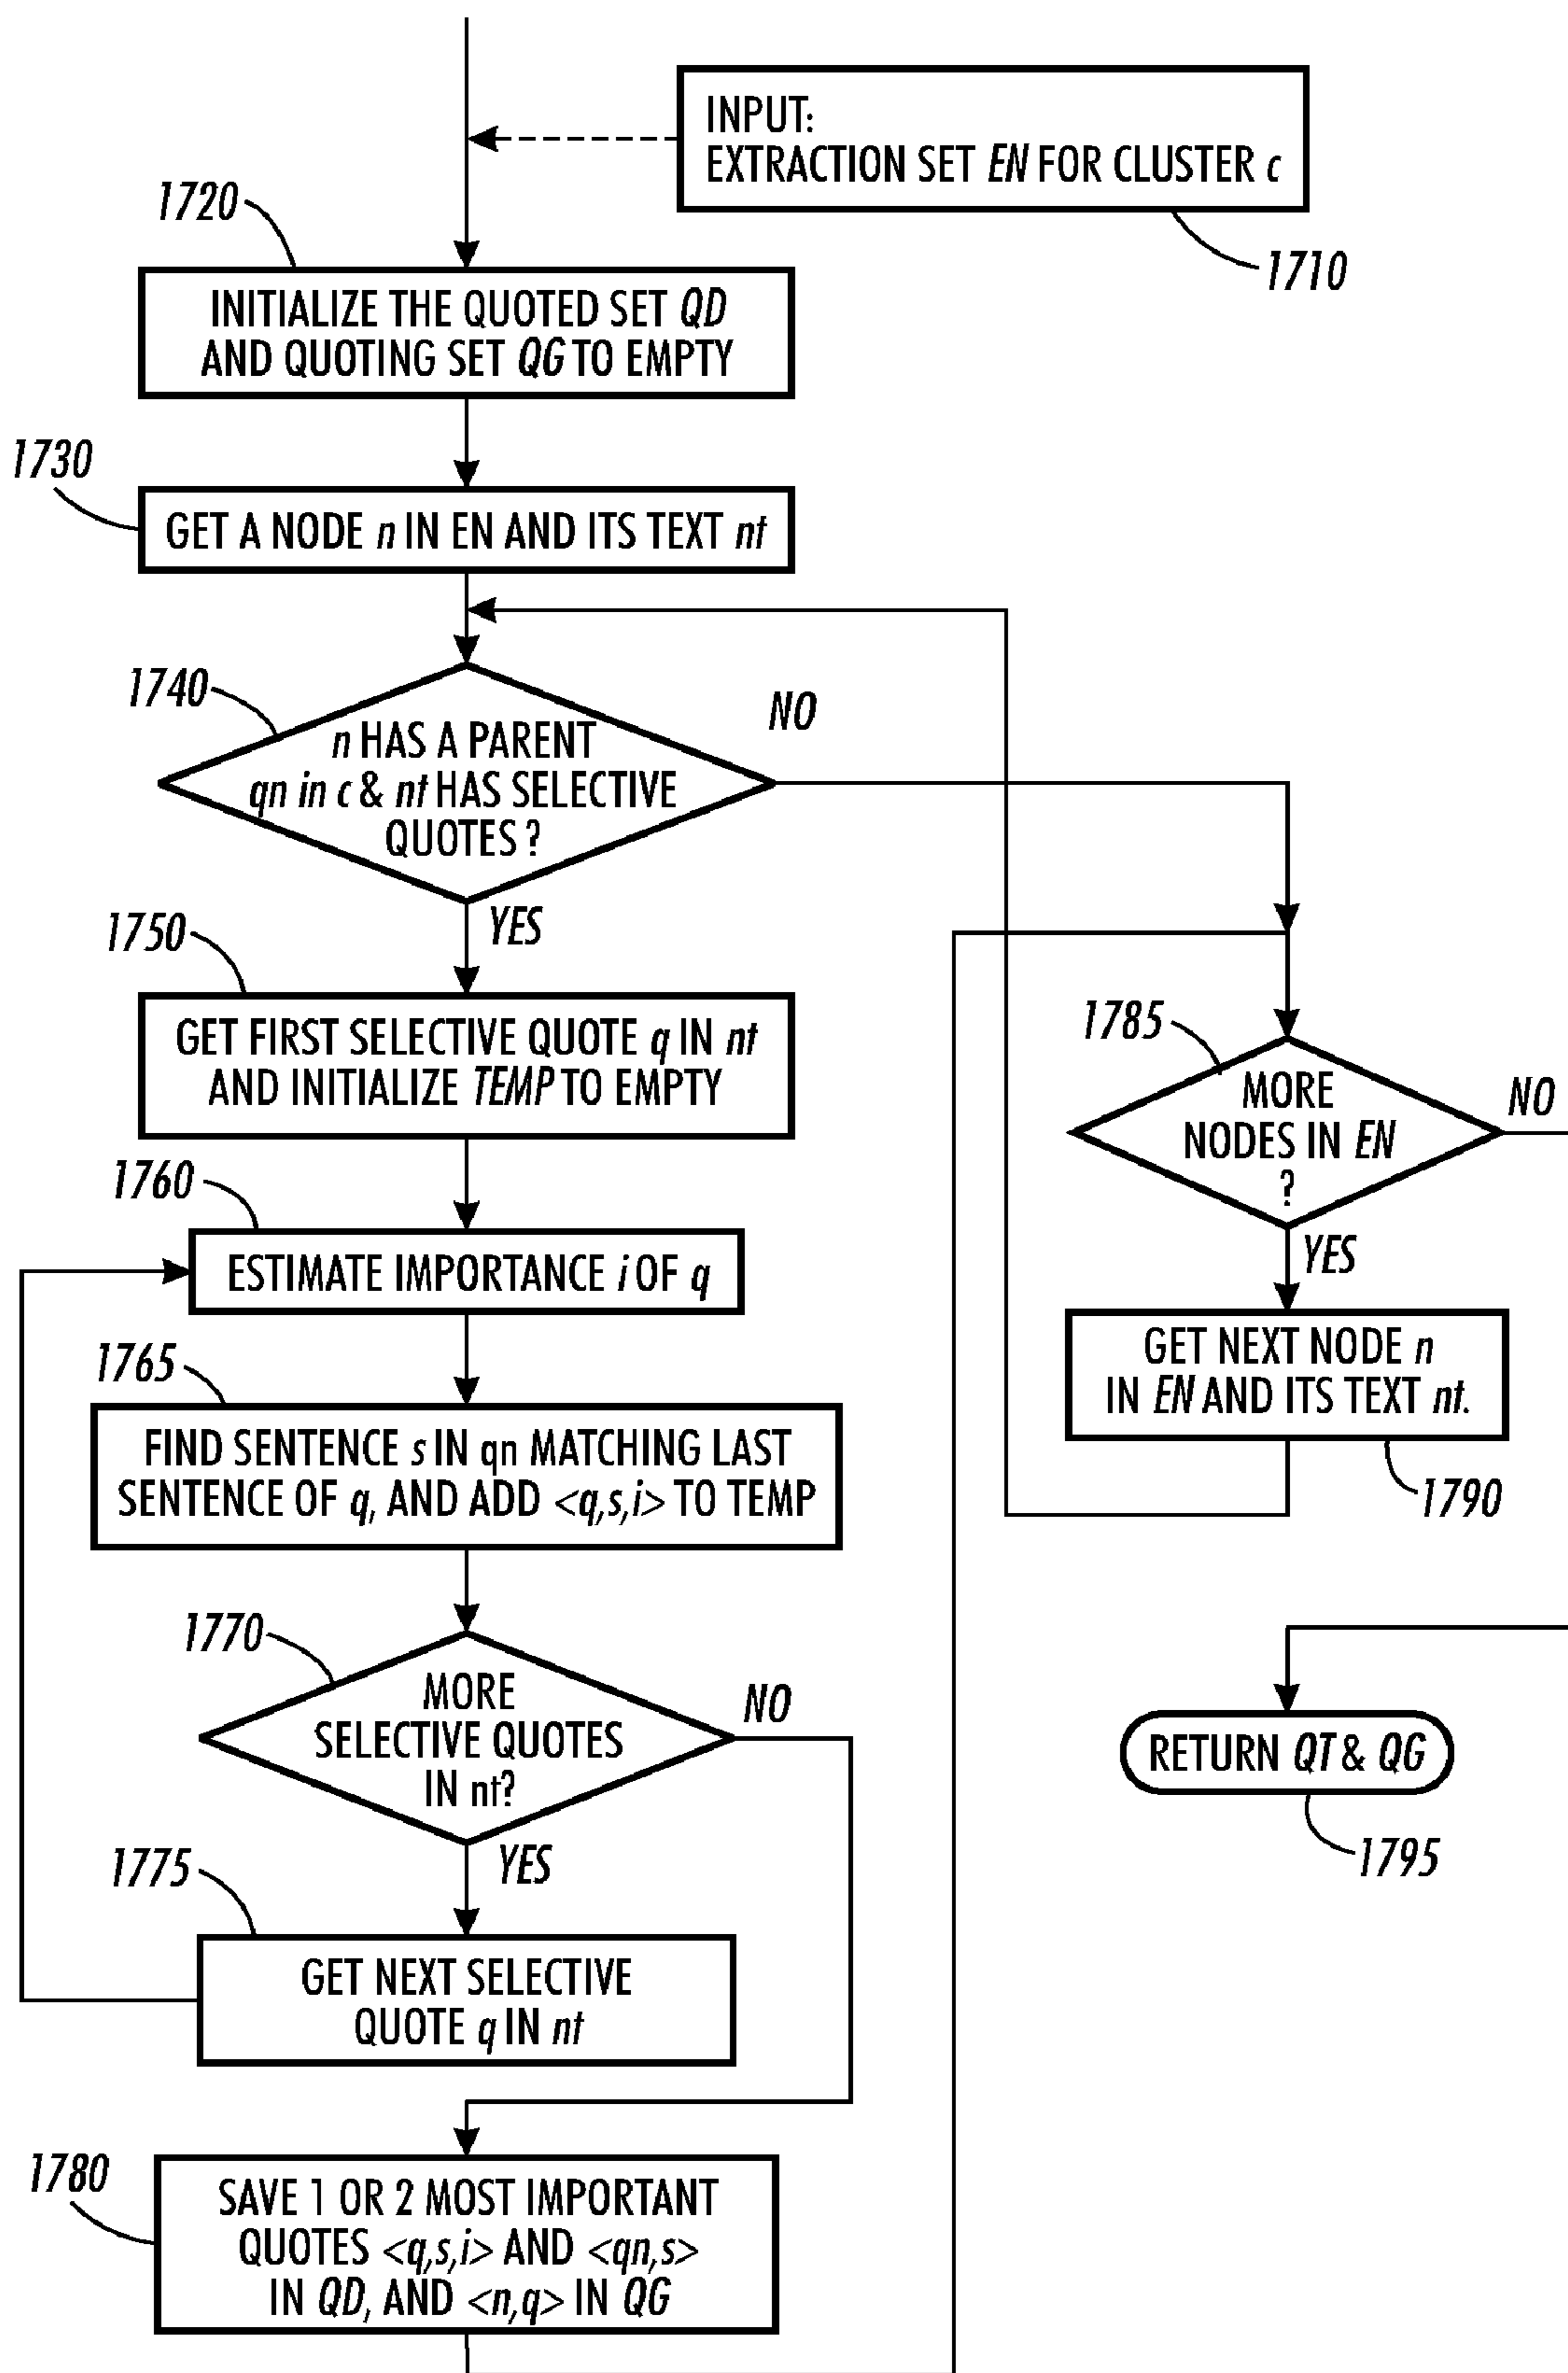 INPUT:
EXTRACTION SET EN FOR CLUSTER c
1710
1720
INITIALIZE THE QUOTED SET QD
AND QUOTING SET QG TO EMPTY
1730
GET A NODE n IN EN AND ITS TEXT nt
1740
n HAS A PARENT
qn in c & nt HAS SELECTIVE
QUOTES ?
NO
YES
1750
GET FIRST SELECTIVE QUOTE q IN nt
AND INITIALIZE TEMP TO EMPTY
1760
ESTIMATE IMPORTANCE i OF q
1765
FIND SENTENCE s IN qn MATCHING LAST
SENTENCE OF q, AND ADD <q,s,i> TO TEMP
1770
MORE
SELECTIVE QUOTES
IN nt?
NO
YES
1775
GET NEXT SELECTIVE
QUOTE q IN nt
1780
SAVE 1 OR 2 MOST IMPORTANT
QUOTES <q,s,i> AND <qn,s>
IN QD, AND <n,q> IN QG
1785
MORE
NODES IN EN
?
NO
YES
GET NEXT NODE n
IN EN AND ITS TEXT nt.
1790
RETURN QT & QG
1795